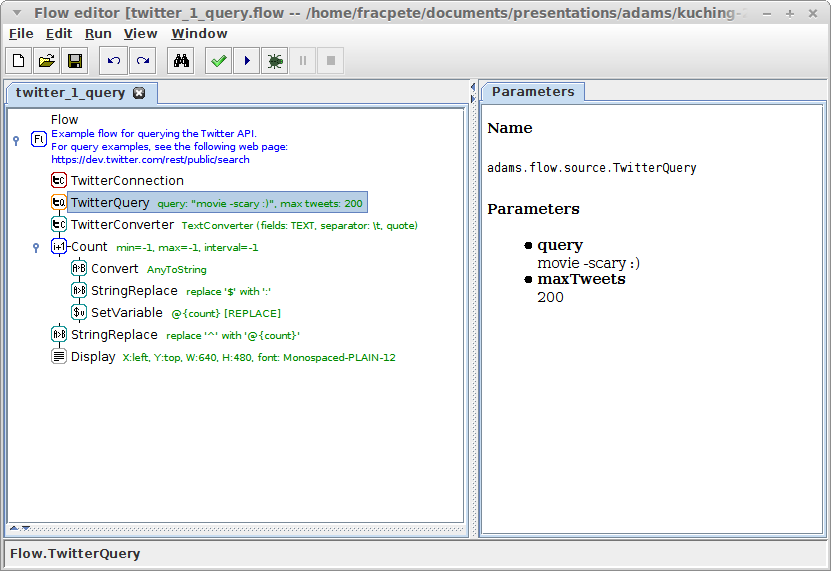 Flow editor [twitter_1_query.flow -- /home/fracpete/documents/presentations/adams/kuching-
File Edit Run View Window
twitter_1_query
Flow
Example flow for querying the Twitter API.
For query examples, see the following web page:
https://dev.twitter.com/rest/public/search
TwitterConnection
TwitterQuery query: "movie -scary :)", max tweets: 200
TwitterConverter TextConverter (fields: TEXT, separator: \t, quote)
Count min=-1, max=-1, interval=-1
Convert AnyToString
StringReplace replace '$' with ':'
SetVariable @{count} [REPLACE]
StringReplace replace '^' with '@{count}'
Display X:left, Y:top, W:640, H:480, font: Monospaced-PLAIN-12
Parameters
Name
adams.flow.source.TwitterQuery
Parameters
query
movie -scary :)
maxTweets
200
Flow.TwitterQuery